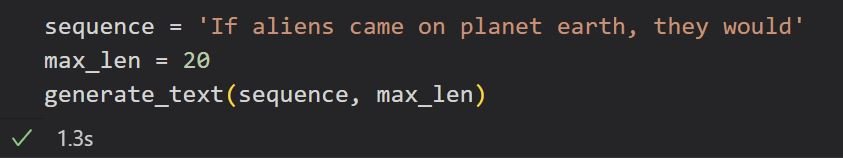 sequence = 'If aliens came on planet earth, they would'
max_len = 20
generate_text(sequence, max_len)
1.3s